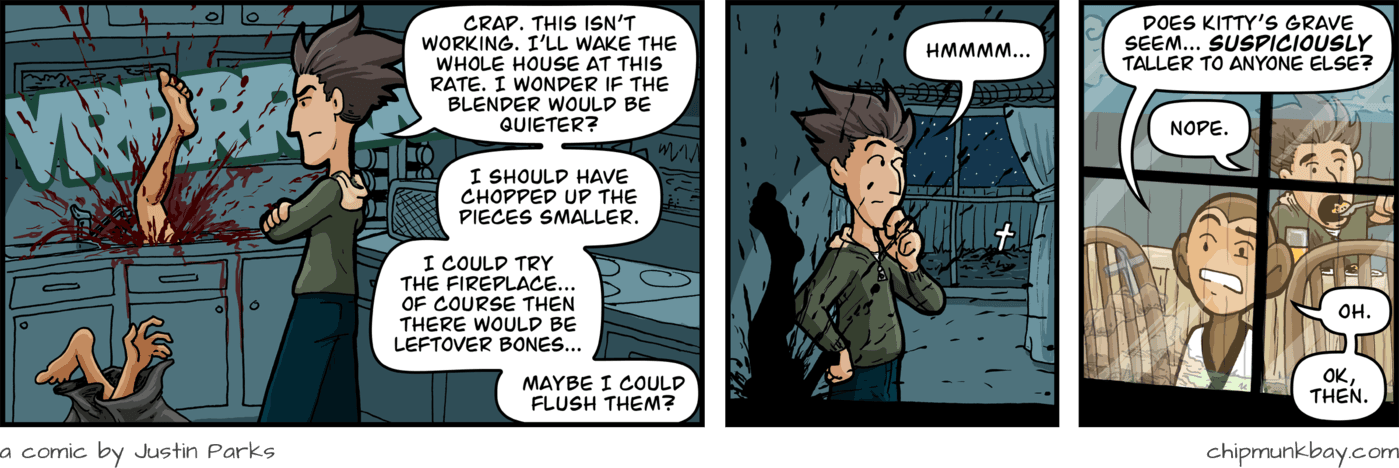 CRAP. THIS ISN'T
WORKING. I'LL WAKE THE
WHOLE HOUSE AT THIS
RATE. I WONDER IF THE
BLENDER WOULD BE
QUIETER?
I SHOULD HAVE
CHOPPED UP THE
PIECES SMALLER.
I COULD TRY
THE FIREPLACE...
OF COURSE THEN
THERE WOULD BE
LEFTOVER BONES...
MAYBE I COULD
FLUSH THEM?
HMMMM...
DOES KITTY'S GRAVE
SEEM... SUSPICIOUSLY
TALLER TO ANYONE ELSE?
NOPE.
OH.
OK,
THEN.
a comic by Justin Parks
chipmunkbay.com